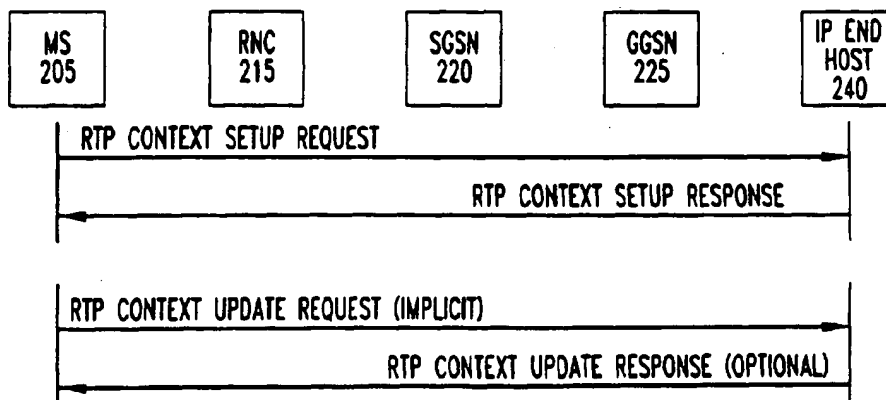 MS
205
RNC
215
SGSN
220
GGSN
225
IP END
HOST
240
RTP CONTEXT SETUP REQUEST
RTP CONTEXT SETUP RESPONSE
RTP CONTEXT UPDATE REQUEST (IMPLICIT)
RTP CONTEXT UPDATE RESPONSE (OPTIONAL)